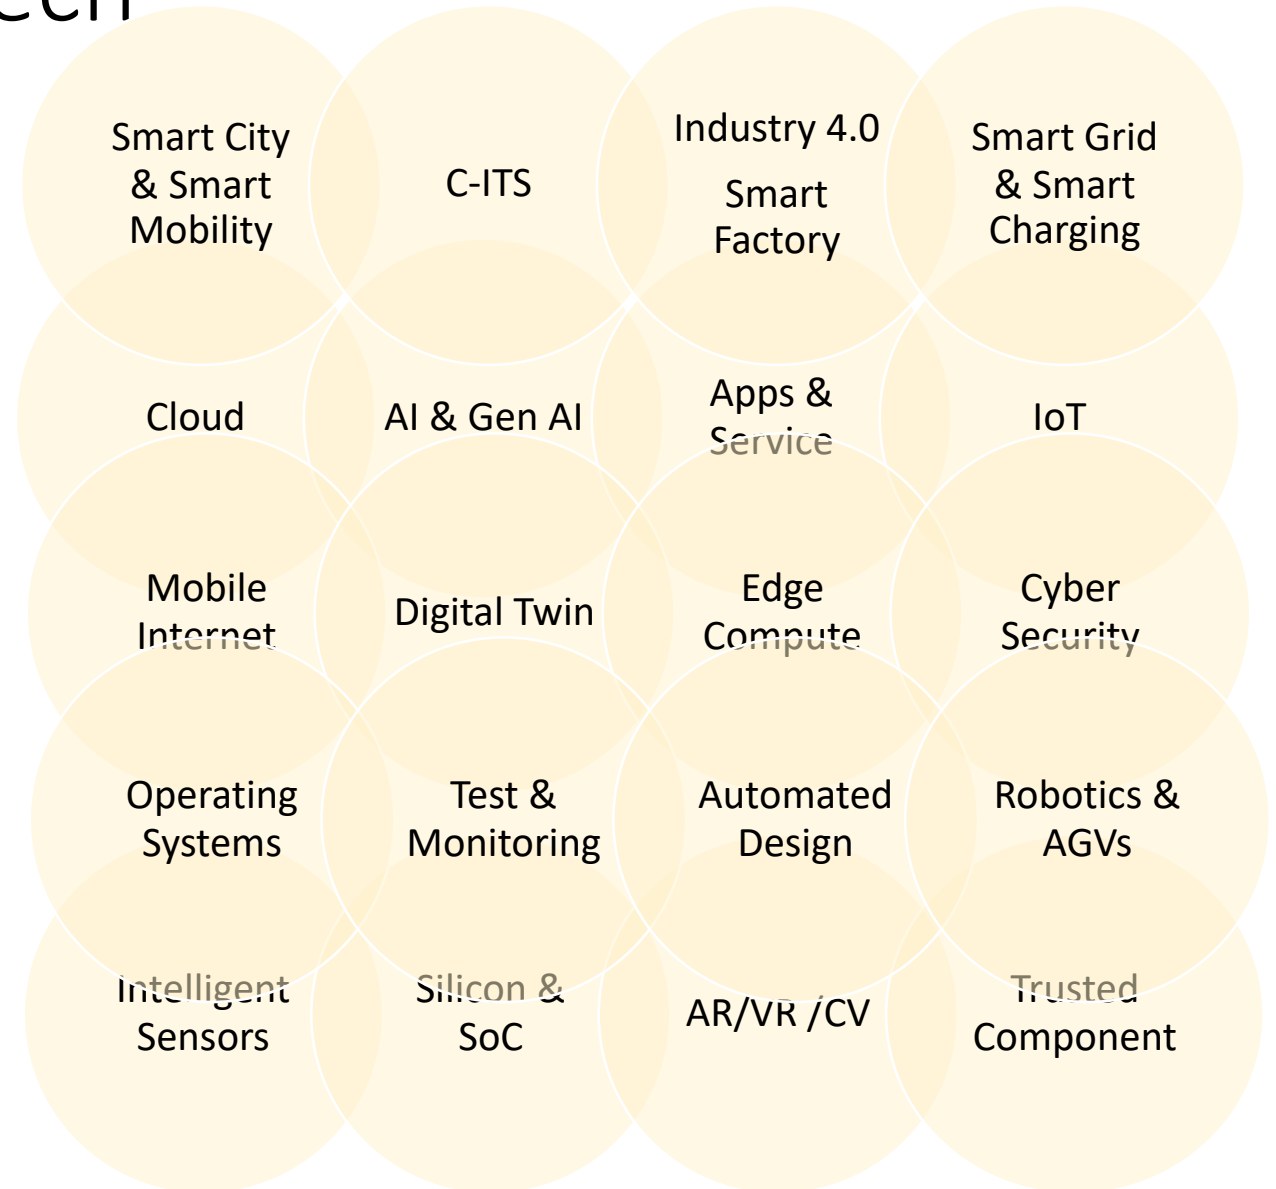 Smart City
& Smart
Mobility
C-ITS
Industry 4.0
Smart
Factory
Smart Grid
& Smart
Charging
Cloud
AI & Gen AI
Apps &
Service
IoT
Mobile
Internet
Digital Twin
Edge
Compute
Cyber
Security
Operating
Systems
Test &
Monitoring
Automated
Design
Robotics &
AGVs
Intelligent
Sensors
Silicon &
SoC
AR/VR /CV
Trusted
Component